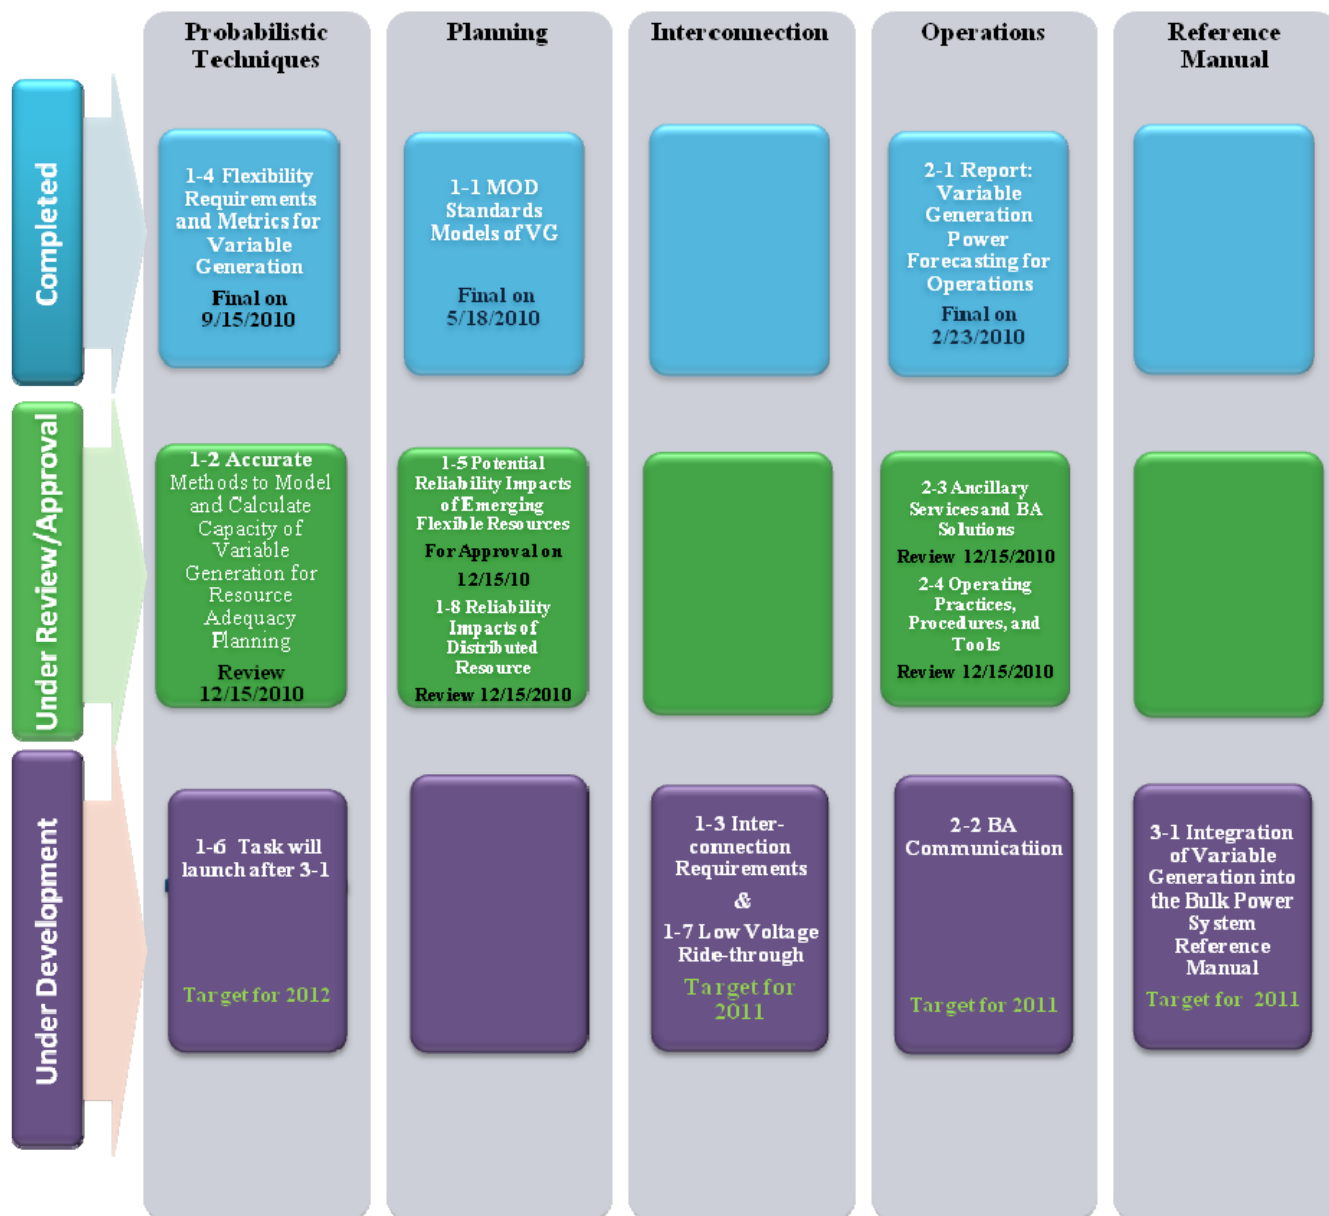 Probabilistic
Techniques
Planning
Interconnection
Operations
Reference
Manual
Completed
1-4 Flexibility
Requirements
and Metrics for
Variable
Generation
Final on
9/15/2010
1-1 MOD
Standards
Models of VG
Final on
5/18/2010
2-1 Report:
Variable
Generation
Power
Forecasting for
Operations
Final on
2/23/2010
Under Review/Approval
1-2 Accurate
Methods to Model
and Calculate
Capacity of
Variable
Generation for
Resource
Adequacy
Planning
Review
12/15/2010
1-5 Potential
Reliability Impacts
of Emerging
Flexible Resources
For Approval on
12/15/10
1-8 Reliability
Impacts of
Distributed
Resource
Review 12/15/2010
2-3 Ancillary
Services and BA
Solutions
Review 12/15/2010
2-4 Operating
Practices,
Procedures, and
Tools
Review 12/15/2010
Under Development
1-6 Task will
launch after 3-1
Target for 2012
1-3 Inter-
connection
Requirements
&
1-7 Low Voltage
Ride-through
Target for
2011
2-2 BA
Communicatiion
Target for 2011
3-1 Integration
of Variable
Generation into
the Bulk Power
System
Reference
Manual
Target for 2011